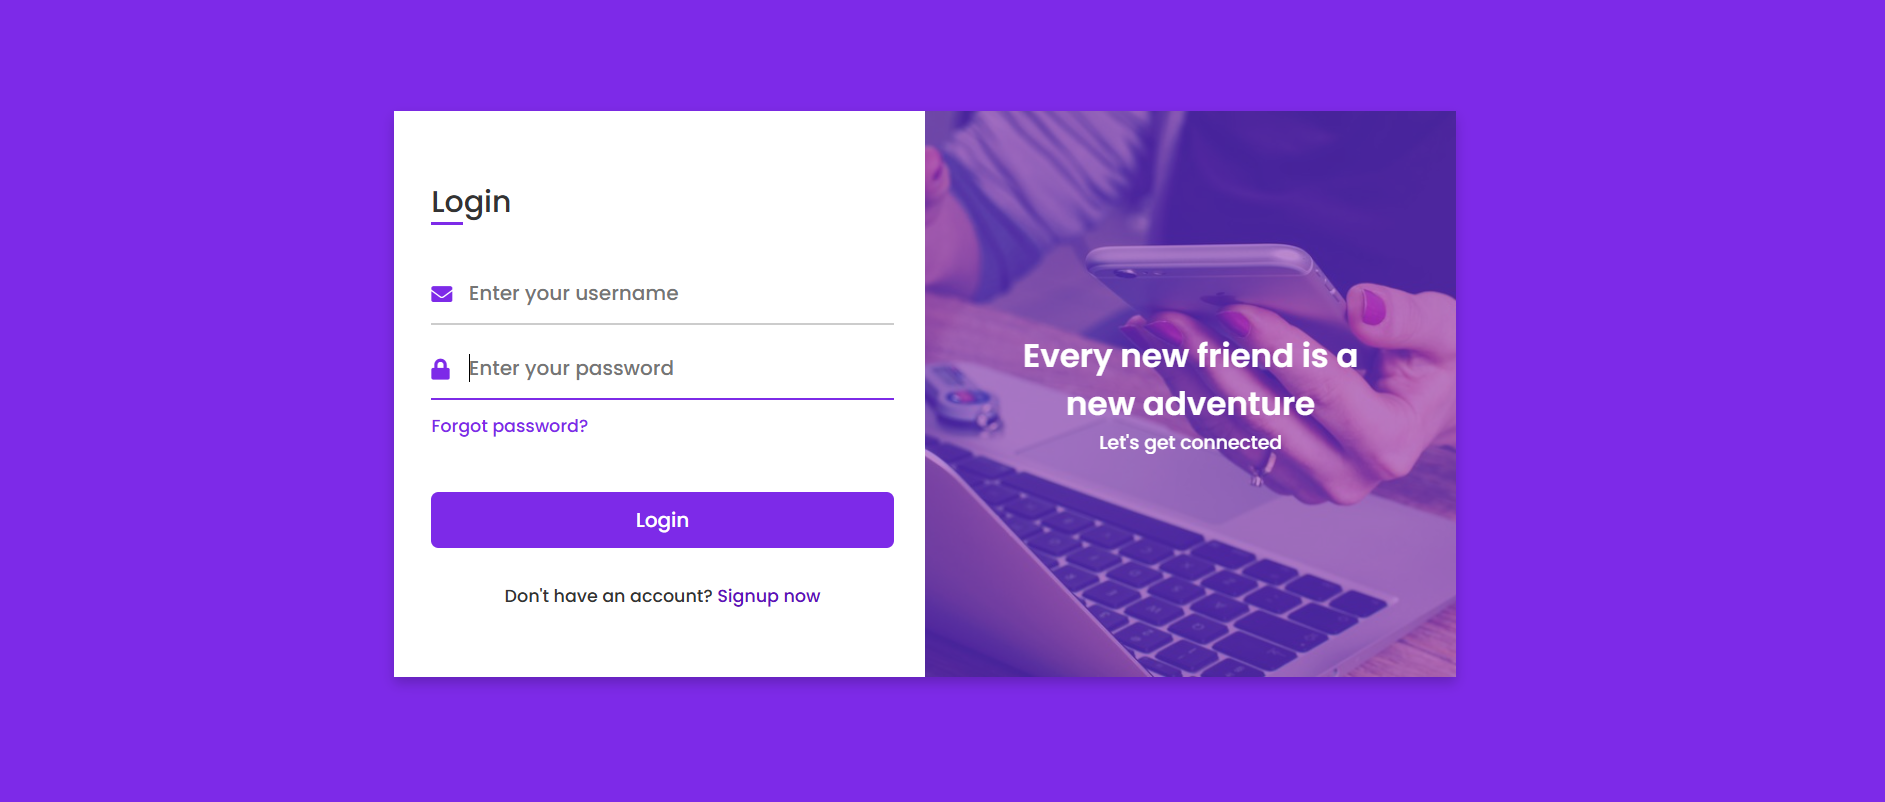 Login
Enter your username
Enter your password
Forgot password?
Login
Don't have an account? Signup now
Every new friend is a
new adventure
Let's get connected